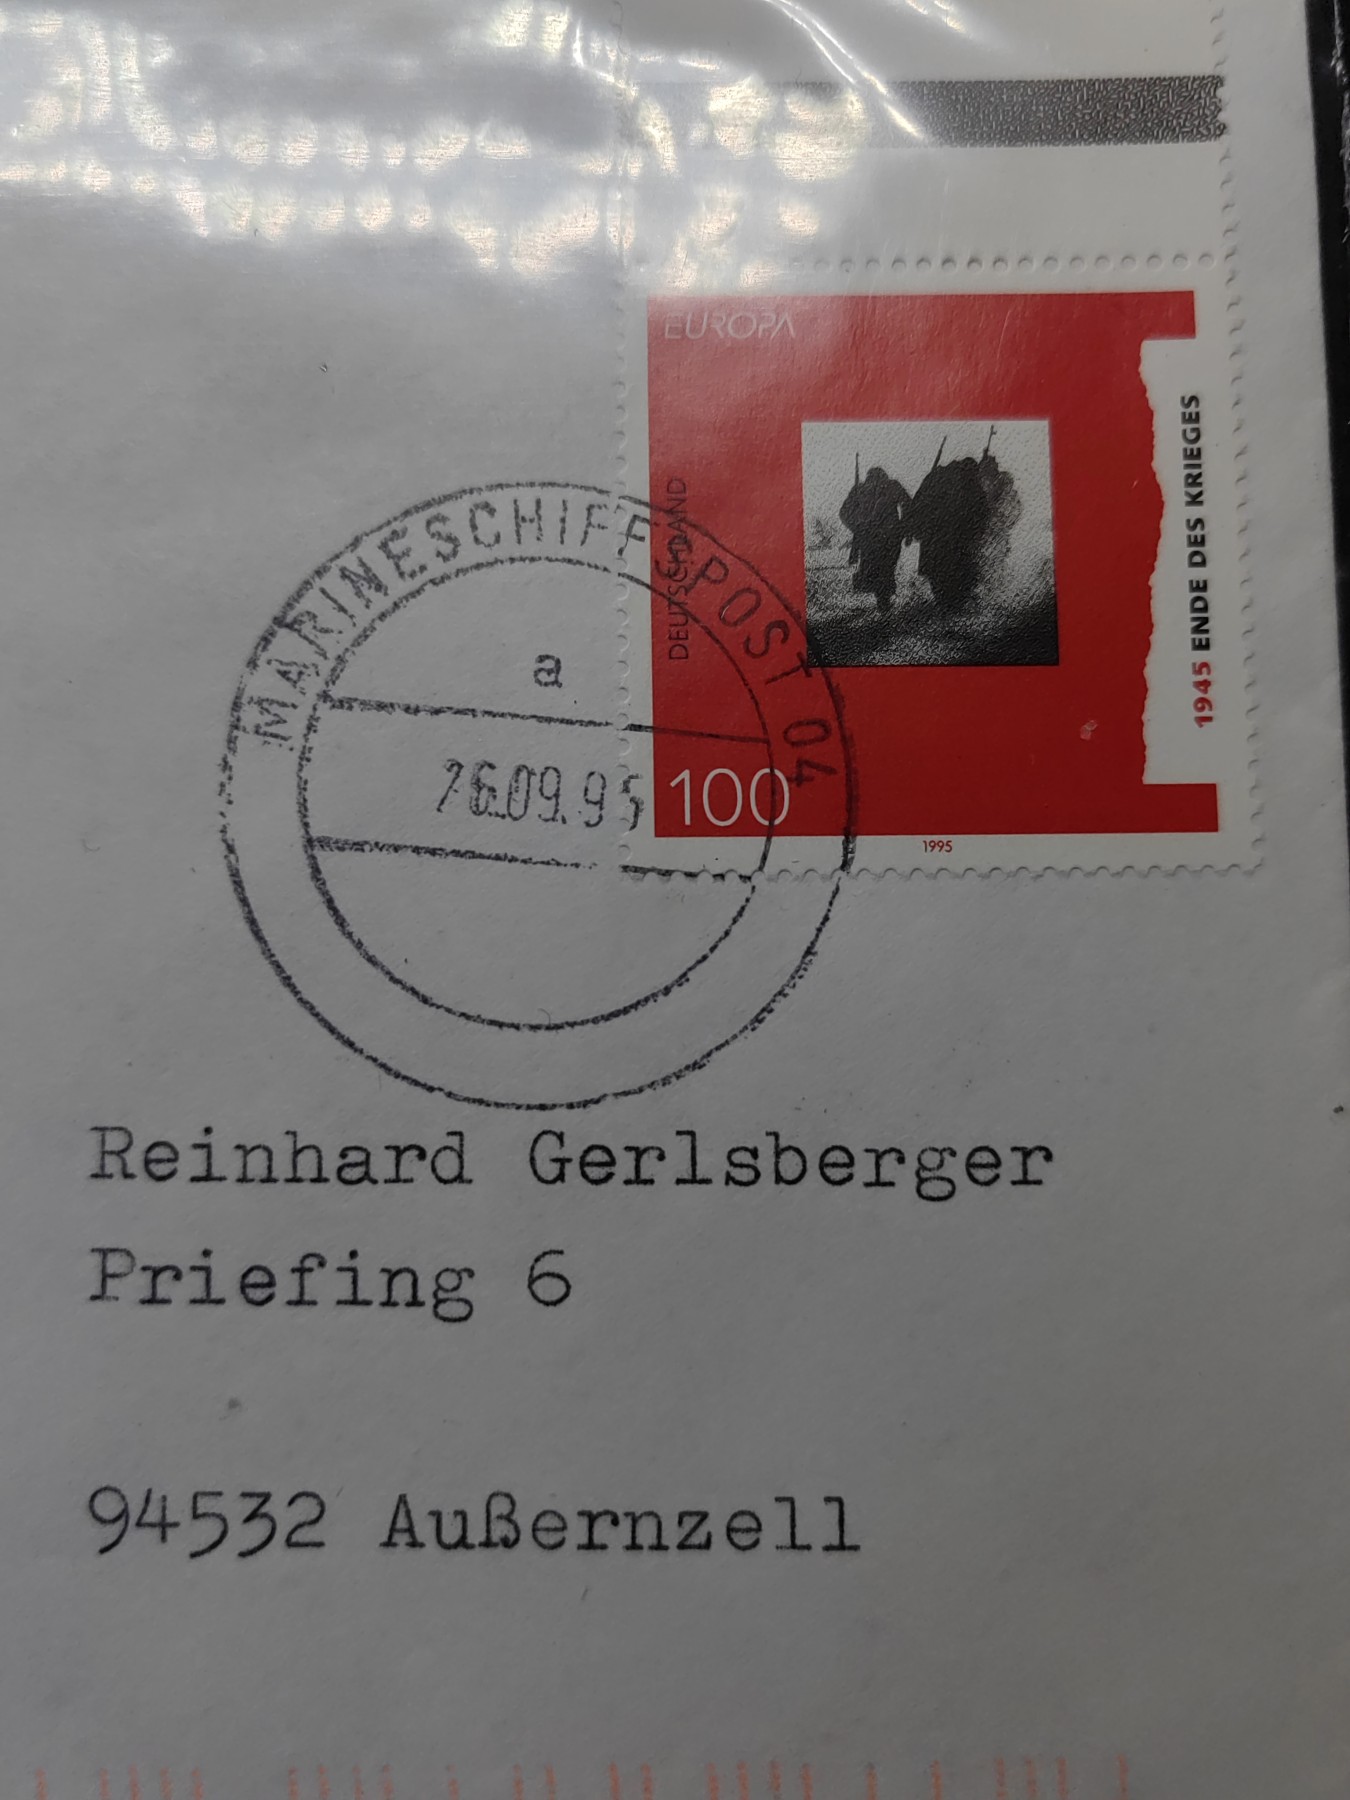 EUROPA
DEUTSCHLAND
1945 ENDE DES KRIEGES
100
1995
MARINESCHIFFSPOST 04
a
26.09.95
Reinhard Gerlsberger
Priefing 6
94532 Außernzell